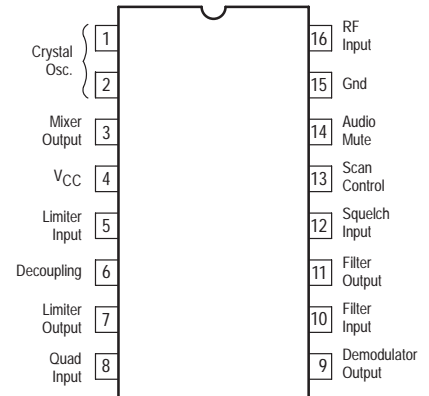 Crystal
Osc.
1
2
Mixer
Output
3
VCC
4
Limiter
Input
5
Decoupling
6
Limiter
Output
7
Quad
Input
8
16
RF
Input
15
Gnd
14
Audio
Mute
13
Scan
Control
12
Squelch
Input
11
Filter
Output
10
Filter
Input
9
Demodulator
Output